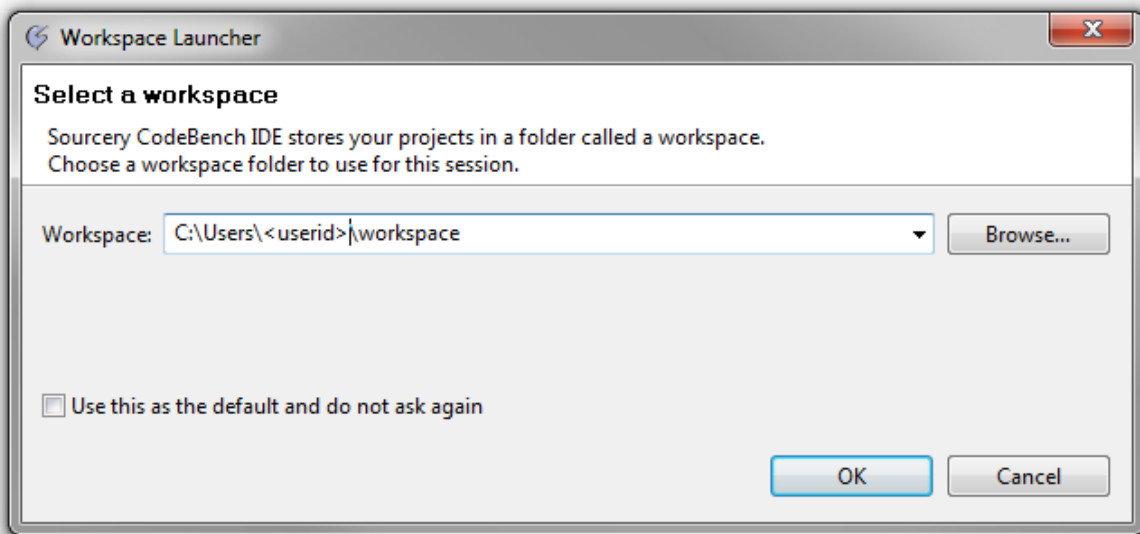 Workspace Launcher
Select a workspace
Sourcery CodeBench IDE stores your projects in a folder called a workspace.
Choose a workspace folder to use for this session.
Workspace: C:\Users\<userid>\workspace Browse...
Use this as the default and do not ask again
OK Cancel